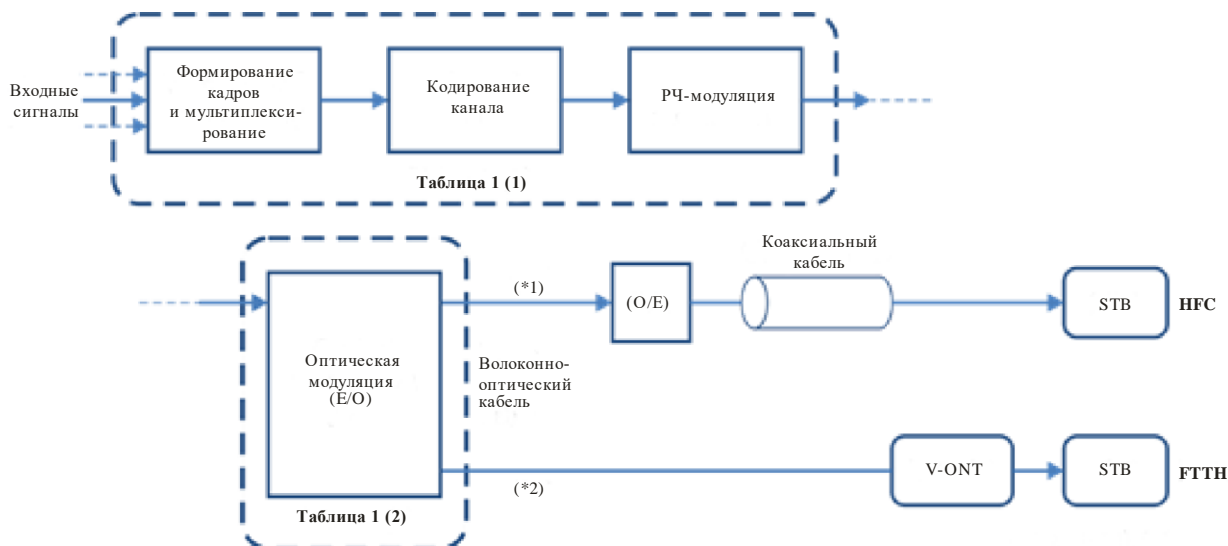 Входные
сигналы
Формирование
кадров
и мультиплекси-
рование
Кодирование
канала
РЧ-модуляция
Таблица 1 (1)
Коаксиальный
кабель
(*1)
(O/E)
STB
HFC
Оптическая
модуляция
(E/O)
Волоконно-
оптический
кабель
V-ONT
STB
FTTH
(*2)
Таблица 1 (2)